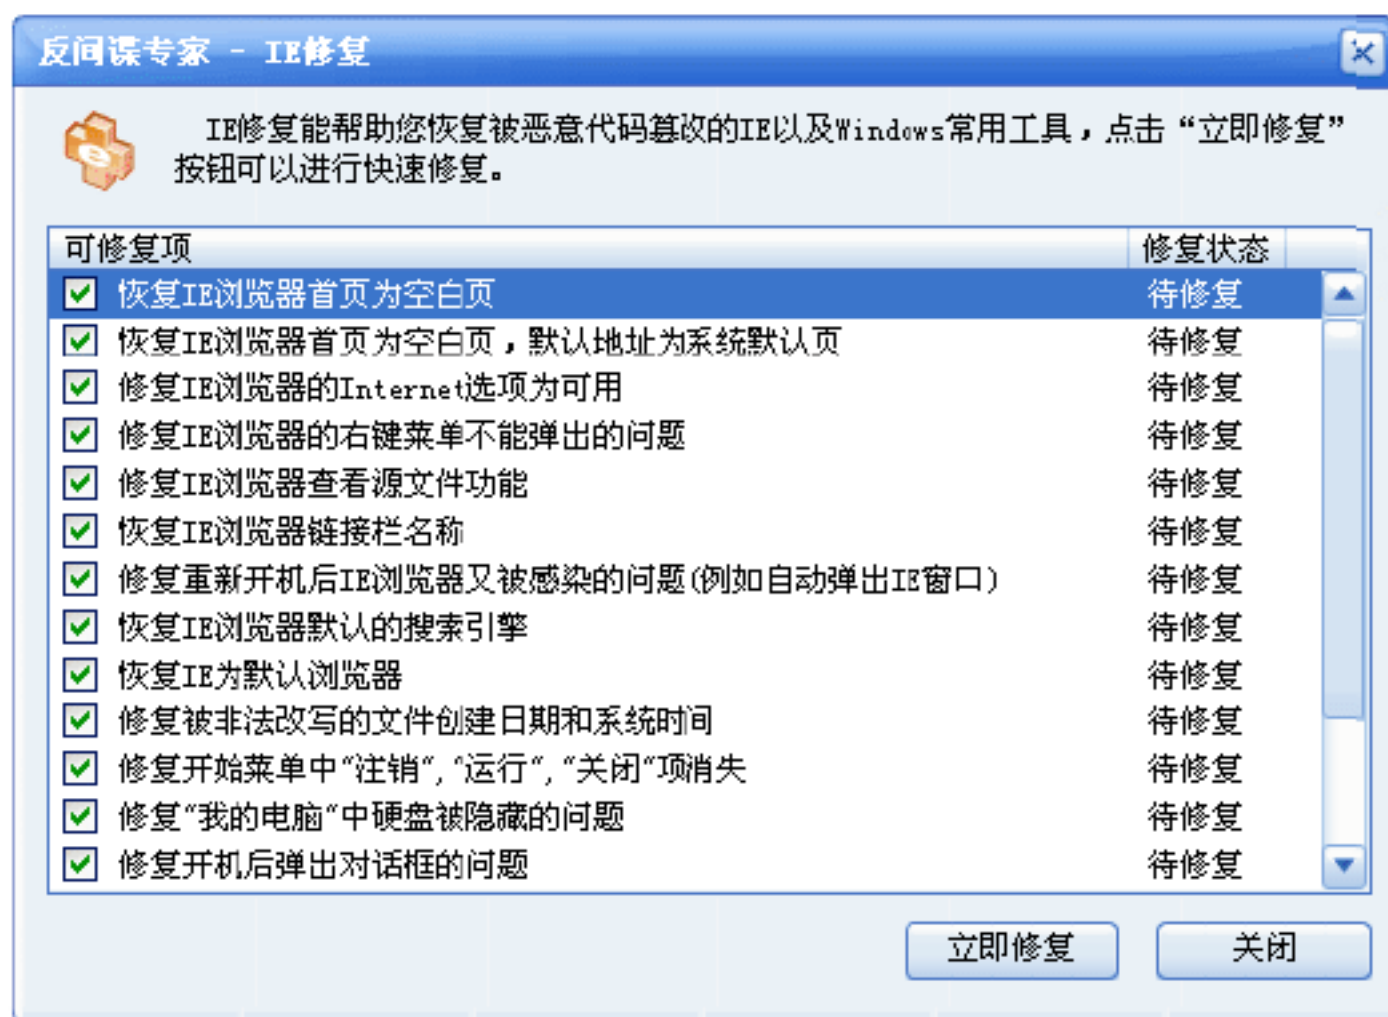 反间谍专家 - IE修复
IE修复能帮助您恢复被恶意代码篡改的IE以及Windows常用工具，点击“立即修复”
按钮可以进行快速修复。
可修复项 修复状态
恢复IE浏览器首页为空白页 待修复
恢复IE浏览器首页为空白页，默认地址为系统默认页 待修复
修复IE浏览器的Internet选项为可用 待修复
修复IE浏览器的右键菜单不能弹出的问题 待修复
修复IE浏览器查看源文件功能 待修复
恢复IE浏览器链接栏名称 待修复
修复重新开机后IE浏览器又被感染的问题(例如自动弹出IE窗口) 待修复
恢复IE浏览器默认的搜索引擎 待修复
恢复IE为默认浏览器 待修复
修复被非法改写的文件创建日期和系统时间 待修复
修复开始菜单中“注销”，“运行”，“关闭”项消失 待修复
修复“我的电脑”中硬盘被隐藏的问题 待修复
修复开机后弹出对话框的问题 待修复
立即修复 关闭